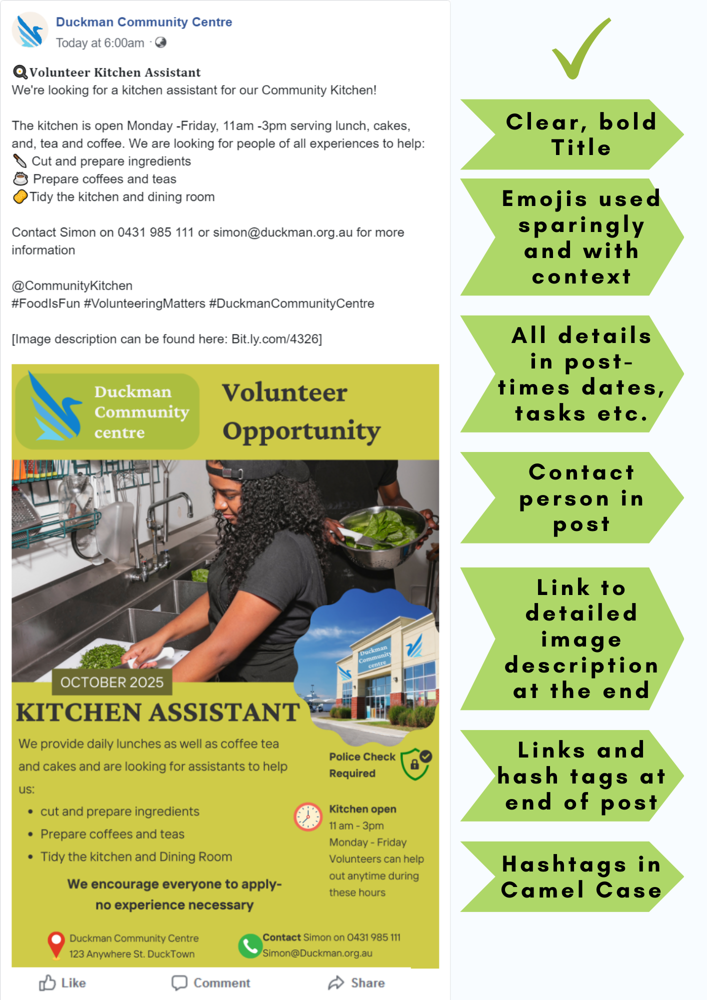 Duckman Community Centre
Today at 6:00am ·
Volunteer Kitchen Assistant
We're looking for a kitchen assistant for our Community Kitchen!
The kitchen is open Monday -Friday, 11am -3pm serving lunch, cakes,
and, tea and coffee. We are looking for people of all experiences to help:
Cut and prepare ingredients
Prepare coffees and teas
Tidy the kitchen and dining room
Contact Simon on 0431 985 111 or simon@duckman.org.au for more
information
@CommunityKitchen
#FoodIsFun #VolunteeringMatters #DuckmanCommunityCentre
[Image description can be found here: Bit.ly.com/4326]
Duckman
Community
centre
Volunteer
Opportunity
Duckman
Community
centre
OCTOBER 2025
KITCHEN ASSISTANT
We provide daily lunches as well as coffee tea
and cakes and are looking for assistants to help
us:
• cut and prepare ingredients
• Prepare coffees and teas
• Tidy the kitchen and Dining Room
We encourage everyone to apply-
no experience necessary
Police Check
Required
Kitchen open
11 am - 3pm
Monday - Friday
Volunteers can help
out anytime during
these hours
Duckman Community Centre
123 Anywhere St. DuckTown
Contact Simon on 0431 985 111
Simon@Duckman.org.au
Like
Comment
Share
Clear, bold
Title
Emojis used
sparingly
and with
context
All details
in post-
times dates,
tasks etc.
Contact
person in
post
Link to
detailed
image
description
at the end
Links and
hash tags at
end of post
Hashtags in
Camel Case